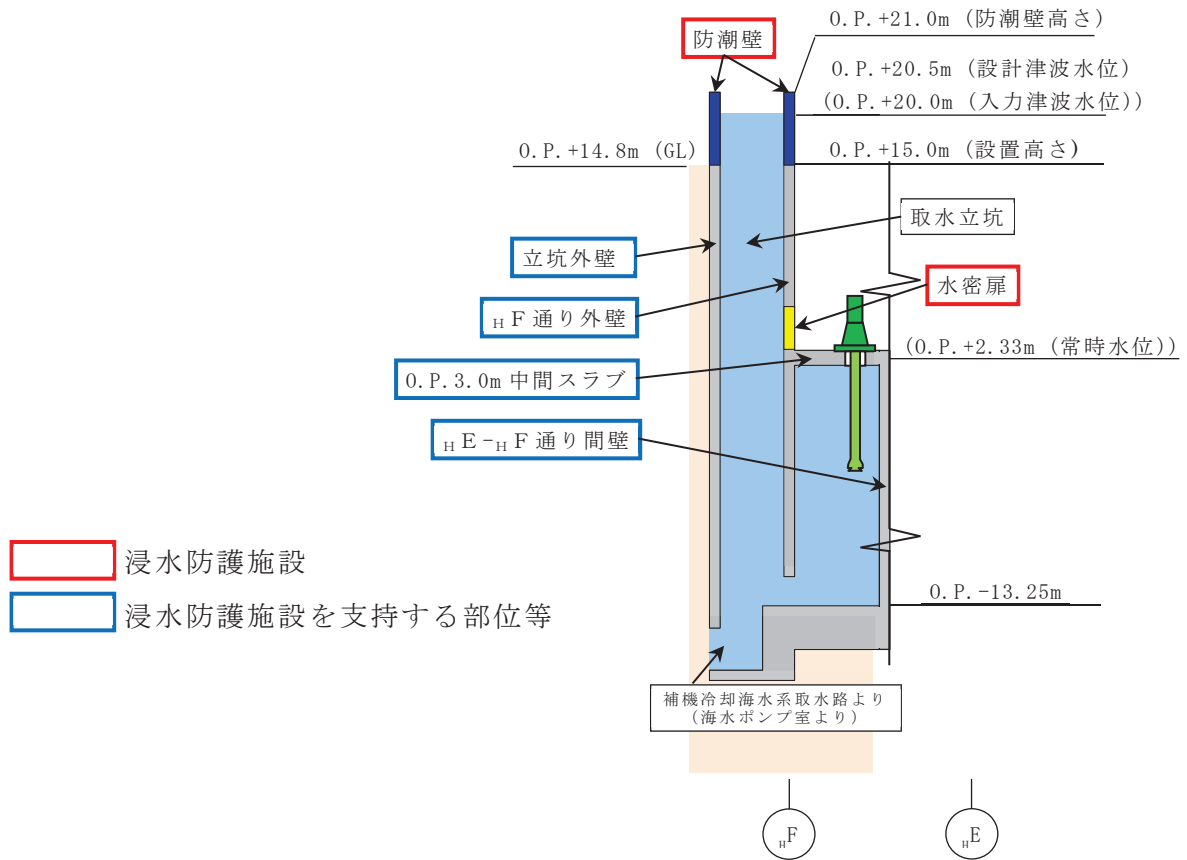 O.P.+21.0m (防潮壁高さ)
防潮壁
O.P.+20.5m (設計津波水位)
(O.P.+20.0m (入力津波水位))
O.P.+14.8m (GL)
O.P.+15.0m (設置高さ)
取水立坑
立坑外壁
水密扉
HF通り外壁
(O.P.+2.33m (常時水位))
O.P.3.0m中間スラブ
HE-HF通り間壁
浸水防護施設
O.P.-13.25m
浸水防護施設を支持する部位等
補機冷却海水系取水路より
(海水ポンプ室より)
HF
HE